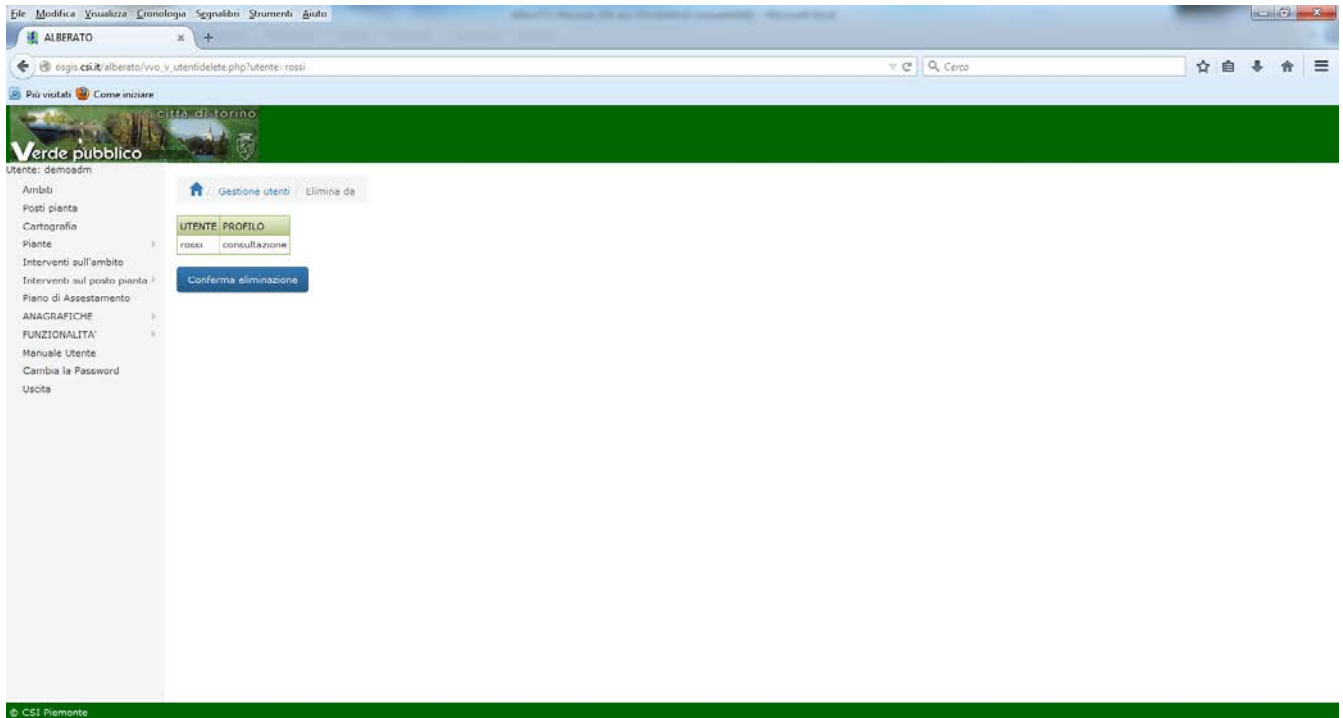 File Modifica Visualizza Cronologia Segnalibri Strumenti Aiuto
ALBERATO × +
osgis.csi.it/alberato/vvo_v_utentidelete.php?utente=rossi
Cerca
Più visitati Come iniziare
città di torino
Verde pubblico
Utente: demoadm
Ambiti
Posti pianta
Cartografia
Piante
Interventi sull'ambito
Interventi sul posto pianta
Piano di Assestamento
ANAGRAFICHE
FUNZIONALITA'
Manuale Utente
Cambia la Password
Uscita
/ Gestione utenti / Elimina da
UTENTE PROFILO
rossi consultazione
Conferma eliminazione
© CSI Piemonte